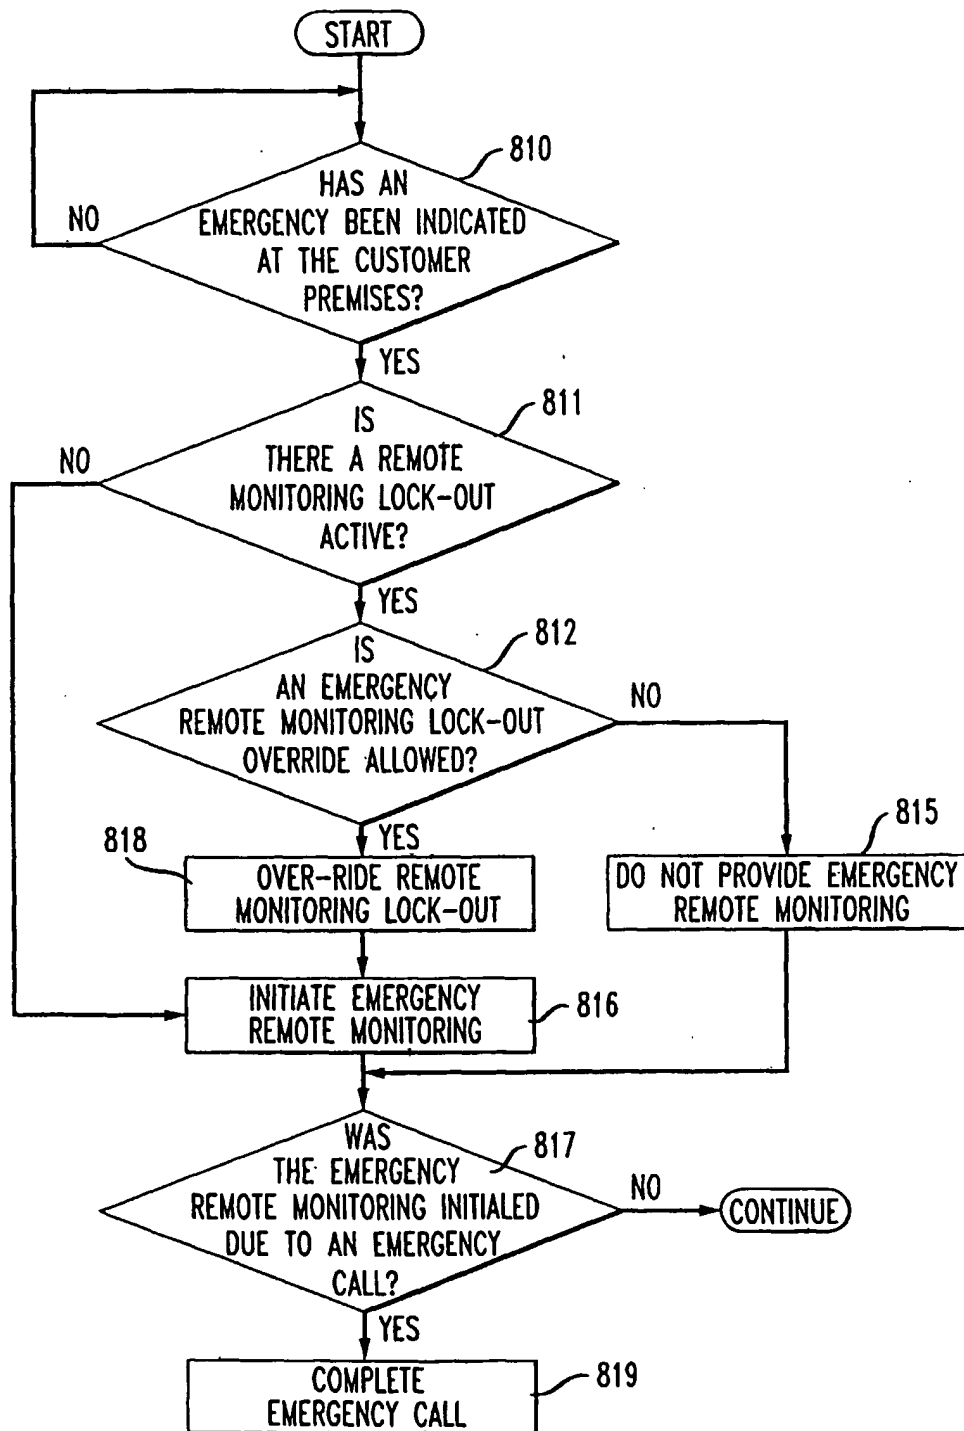 START
810
HAS AN
EMERGENCY BEEN INDICATED
AT THE CUSTOMER
PREMISES?
NO
YES
811
IS
THERE A REMOTE
MONITORING LOCK-OUT
ACTIVE?
NO
YES
812
IS
AN EMERGENCY
REMOTE MONITORING LOCK-OUT
OVERRIDE ALLOWED?
NO
YES
818
OVER-RIDE REMOTE
MONITORING LOCK-OUT
815
DO NOT PROVIDE EMERGENCY
REMOTE MONITORING
INITIATE EMERGENCY
REMOTE MONITORING
816
WAS
THE EMERGENCY
REMOTE MONITORING INITIALED
DUE TO AN EMERGENCY
CALL?
817
NO
CONTINUE
YES
COMPLETE
EMERGENCY CALL
819